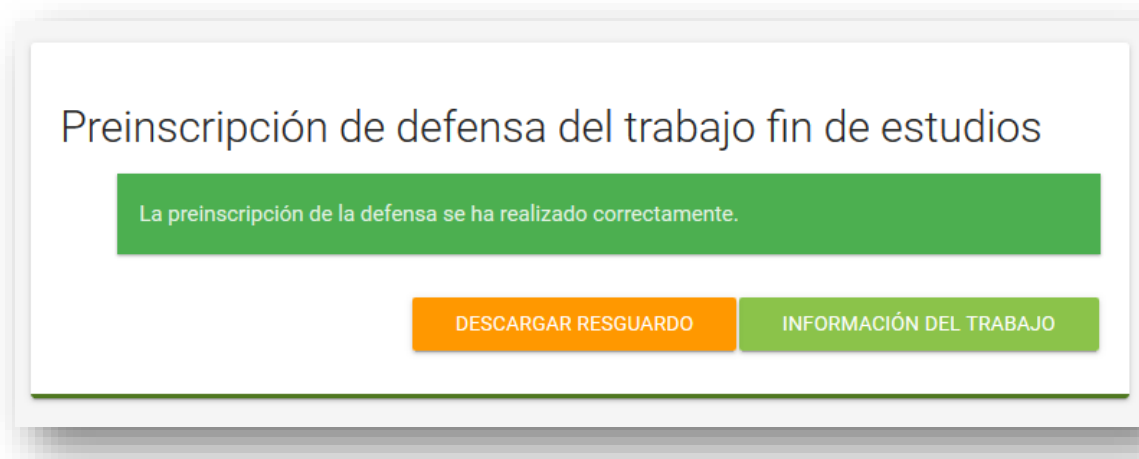 Preinscripción de defensa del trabajo fin de estudios
La preinscripción de la defensa se ha realizado correctamente.
DESCARGAR RESGUARDO
INFORMACIÓN DEL TRABAJO